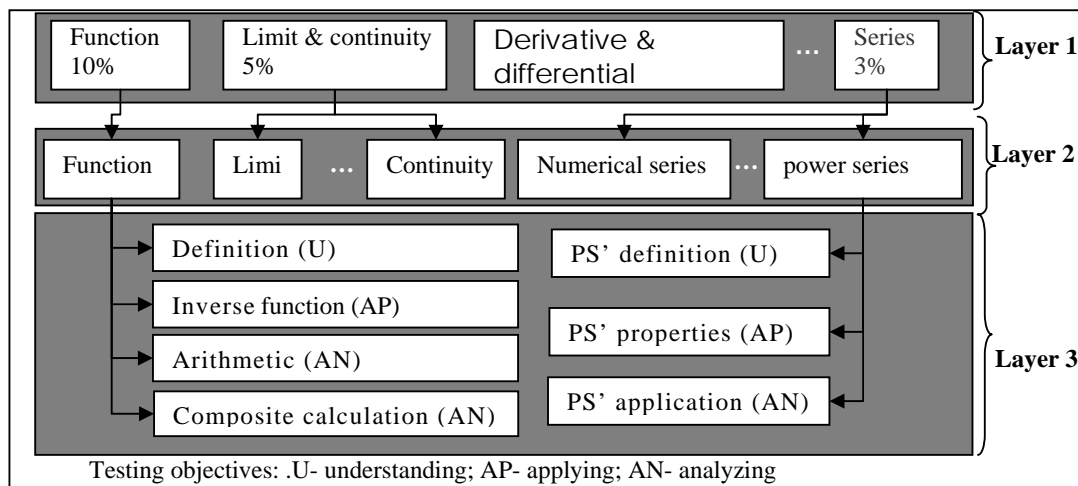 Function
10%
Limit & continuity
5%
Derivative &
differential
...
Series
3%
Layer 1
Function
Limi
...
Continuity
Numerical series
...
power series
Layer 2
Definition (U)
Inverse function (AP)
Arithmetic (AN)
Composite calculation (AN)
PS’ definition (U)
PS’ properties (AP)
PS’ application (AN)
Layer 3
Testing objectives: .U- understanding; AP- applying; AN- analyzing